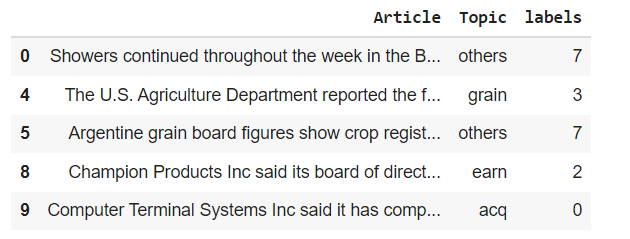 Article Topic labels
0 Showers continued throughout the week in the B... others 7
4 The U.S. Agriculture Department reported the f... grain 3
5 Argentine grain board figures show crop regist... others 7
8 Champion Products Inc said its board of direct... earn 2
9 Computer Terminal Systems Inc said it has comp... acq 0